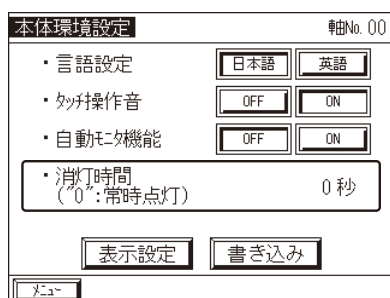 本体環境設定 軸No. 00
・言語設定 日本語 英語
・タッチ操作音 OFF ON
・自動モニタ機能 OFF ON
・消灯時間 0 秒
("0":常時点灯)
表示設定 書き込み
メニュー